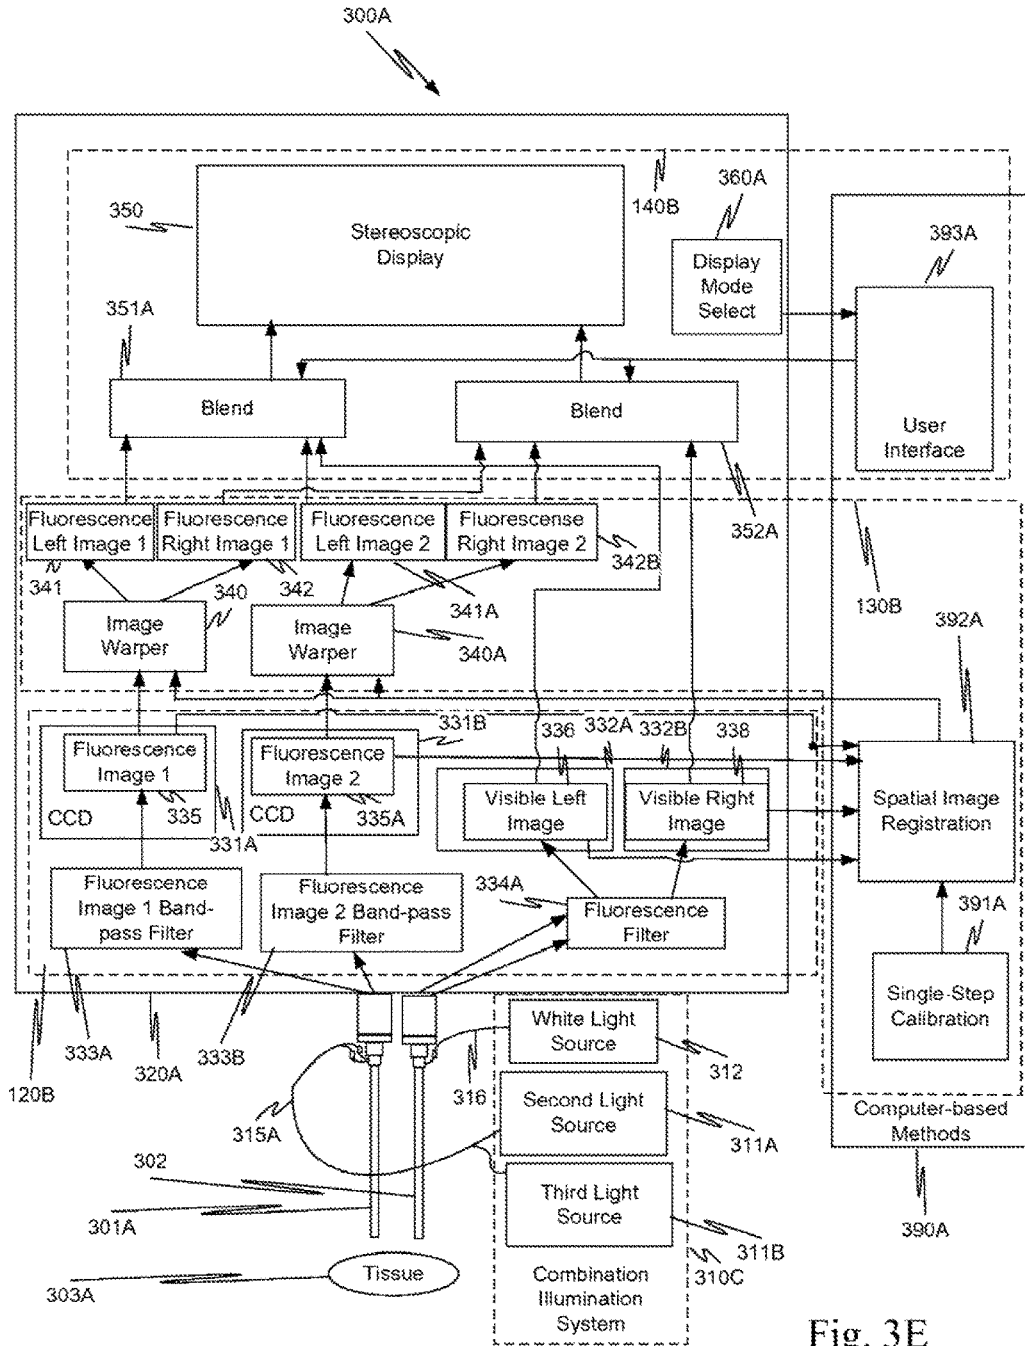 300A
350
Stereoscopic
Display
140B
360A
Display
Mode
Select
393A
User
Interface
351A
Blend
Blend
352A
Fluorescence
Left Image 1
Fluorescence
Right Image 1
Fluorescence
Left Image 2
Fluorescense
Right Image 2
341
342
341A
342B
130B
Image
Warper
340
Image
Warper
340A
392A
331B
336
332A
332B
338
Fluorescence
Image 1
CCD
335
331A
Fluorescence
Image 2
CCD
335A
Visible Left
Image
Visible Right
Image
Spatial Image
Registration
Fluorescence
Image 1 Band-
pass Filter
Fluorescence
Image 2 Band-pass
Filter
334A
Fluorescence
Filter
391A
Single-Step
Calibration
120B
333A
320A
333B
316
White Light
Source
312
315A
Second Light
Source
311A
Computer-based
Methods
302
301A
Third Light
Source
311B
310C
390A
303A
Tissue
Combination
Illumination
System
Fig. 3E